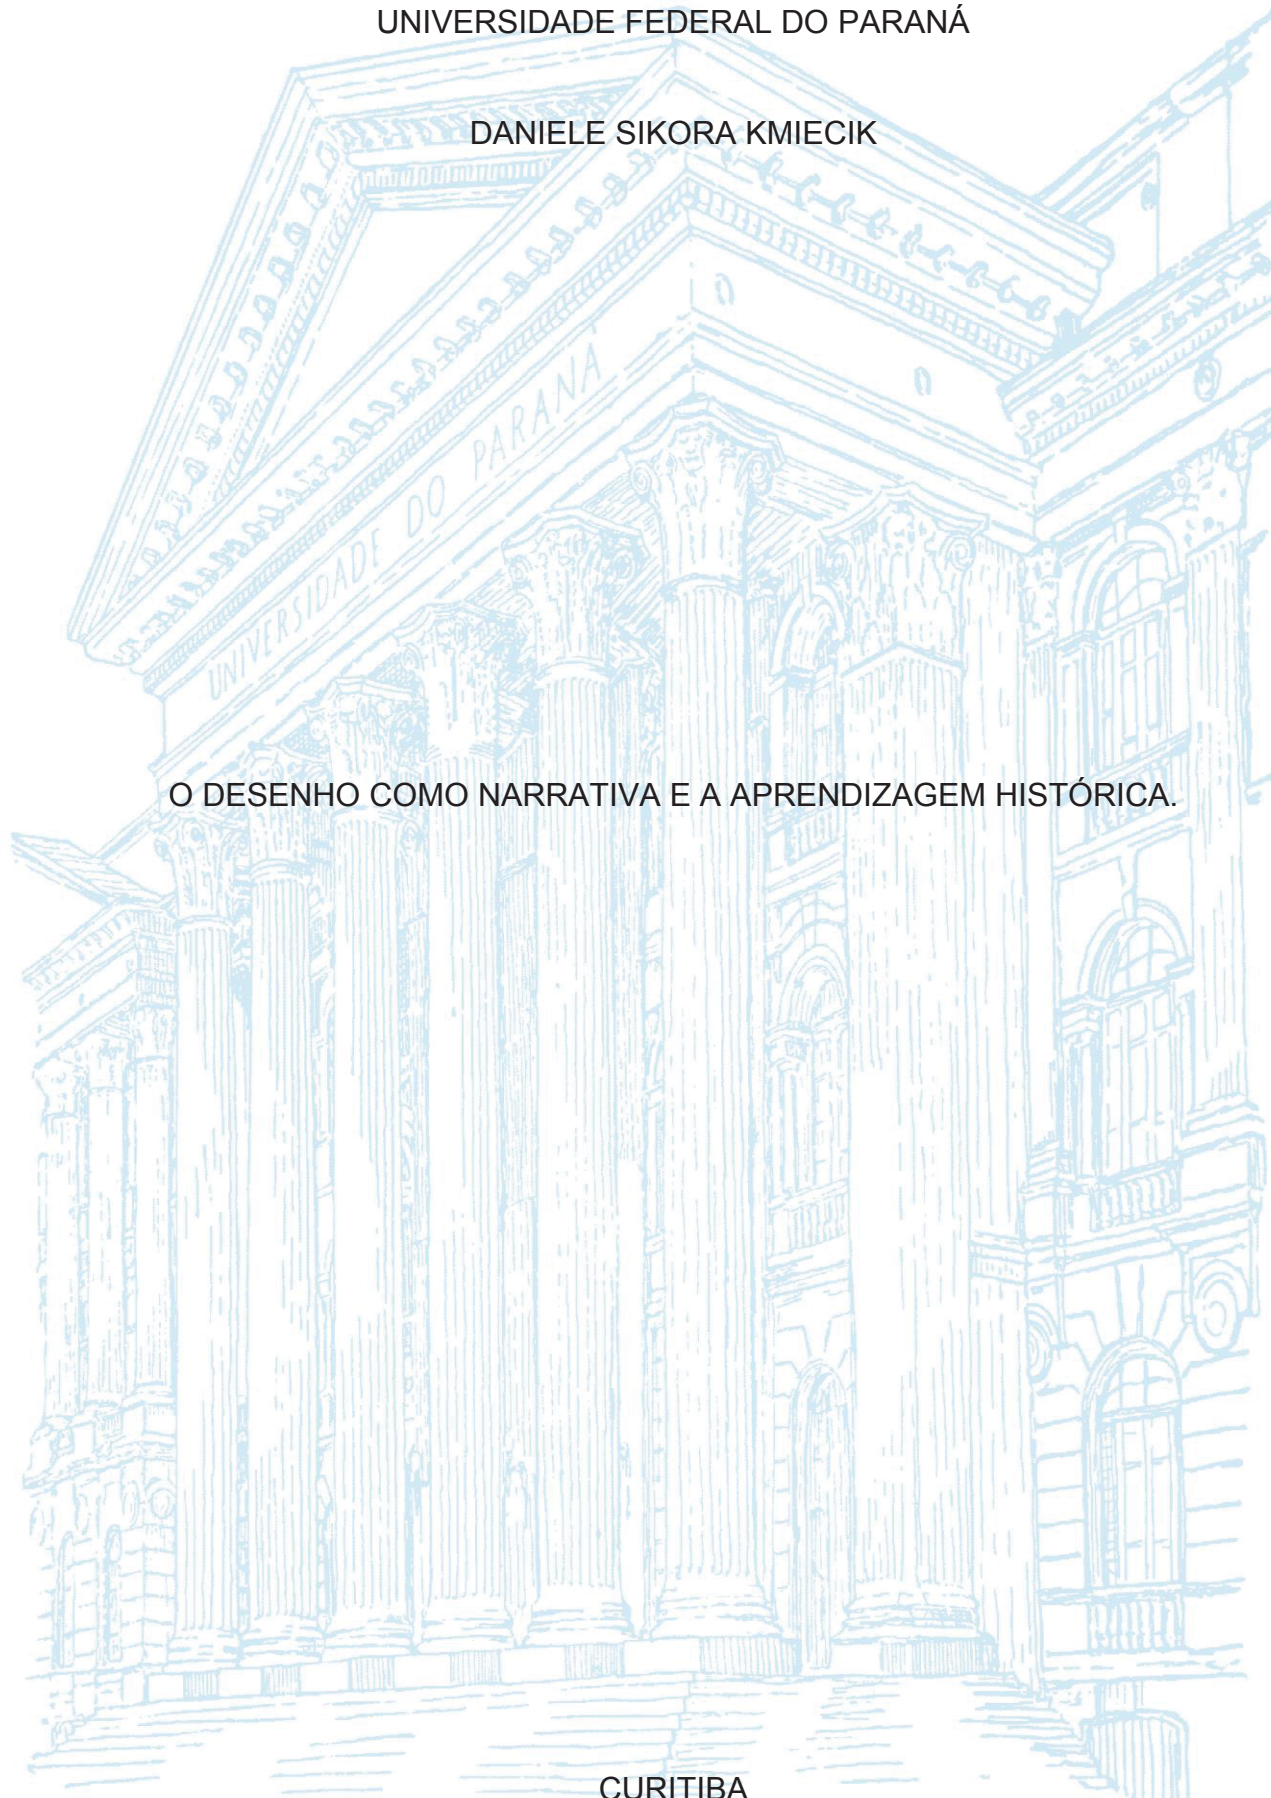 UNIVERSIDADE FEDERAL DO PARANÁ
DANIELE SIKORA KMIECIK
UNIVERSIDADE DO PARANÁ
O DESENHO COMO NARRATIVA E A APRENDIZAGEM HISTÓRICA.
CURITIBA